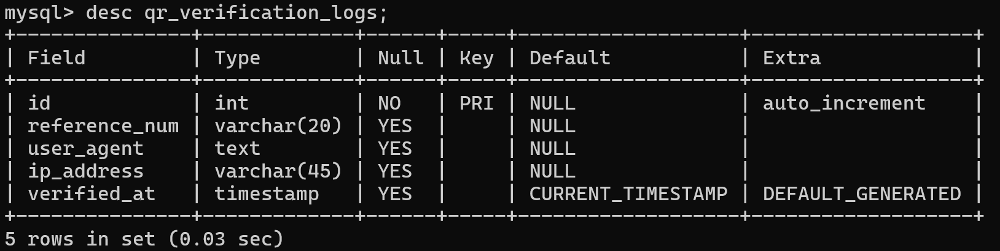 mysql> desc qr_verification_logs;
+---------------+-------------+------+-----+-------------------+-------------------+
| Field         | Type        | Null | Key | Default           | Extra             |
+---------------+-------------+------+-----+-------------------+-------------------+
| id            | int         | NO   | PRI | NULL              | auto_increment    |
| reference_num | varchar(20) | YES  |     | NULL              |                   |
| user_agent    | text        | YES  |     | NULL              |                   |
| ip_address    | varchar(45) | YES  |     | NULL              |                   |
| verified_at   | timestamp   | YES  |     | CURRENT_TIMESTAMP | DEFAULT_GENERATED |
+---------------+-------------+------+-----+-------------------+-------------------+
5 rows in set (0.03 sec)